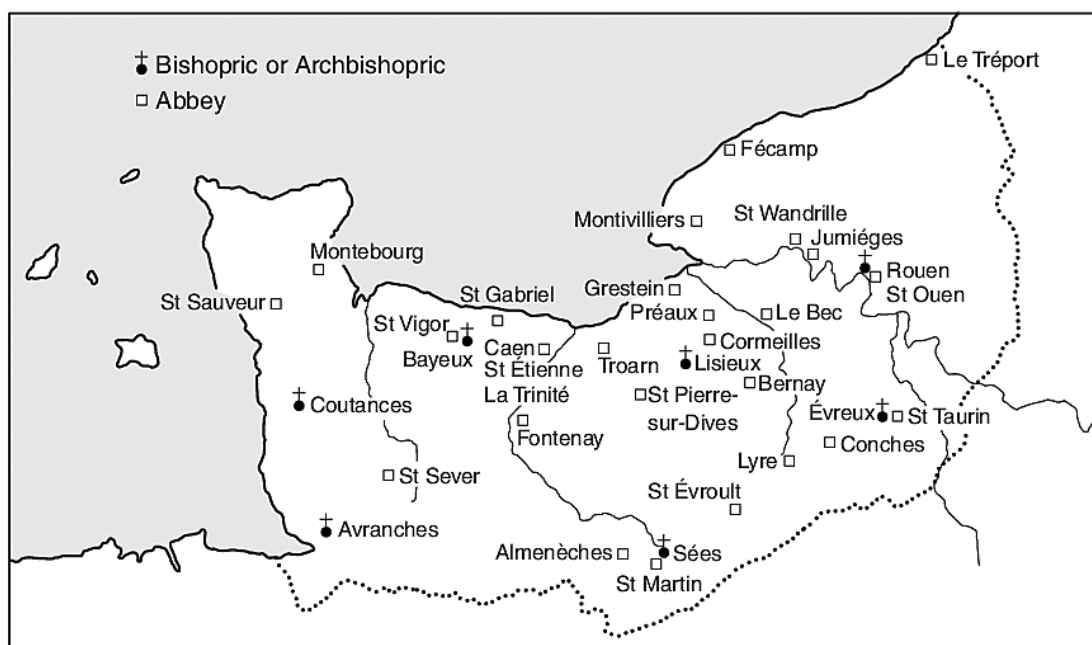 Bishopric or Archbishopric
Abbey
Le Tréport
Fécamp
Montivilliers
St Wandrille
Jumiéges
Montebourg
Rouen
St Ouen
Grestein
St Sauveur
St Gabriel
Préaux
Le Bec
St Vigor
Bayeux
Caen
St Étienne
La Trinité
Troarn
Cormeilles
Lisieux
Bernay
St Pierre-
sur-Dives
Coutances
Évreux
St Taurin
Fontenay
Conches
Lyre
St Sever
St Évroult
Avranches
Almenèches
Sées
St Martin